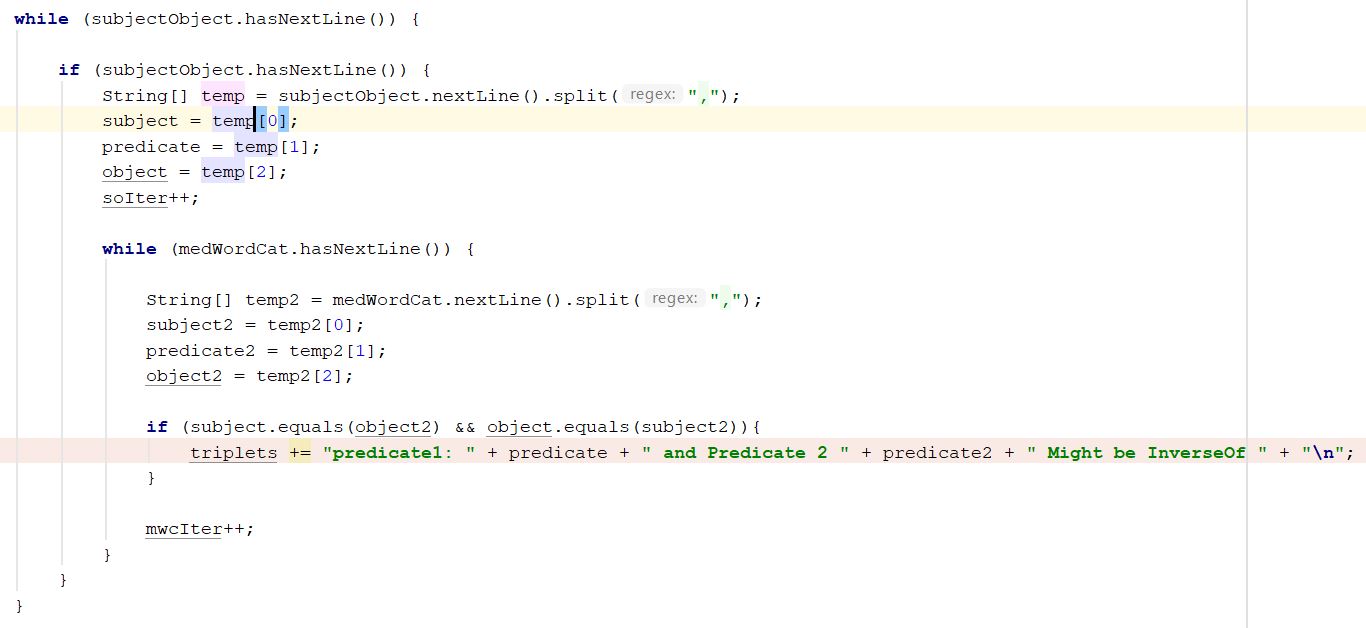 while (subjectObject.hasNextLine()) {
if (subjectObject.hasNextLine()) {
String[] temp = subjectObject.nextLine().split( regex: ",");
subject = temp[0];
predicate = temp[1];
object = temp[2];
soIter++;
while (medWordCat.hasNextLine()) {
String[] temp2 = medWordCat.nextLine().split( regex: ",");
subject2 = temp2[0];
predicate2 = temp2[1];
object2 = temp2[2];
if (subject.equals(object2) && object.equals(subject2)){
triplets += "predicate1: " + predicate + " and Predicate 2 " + predicate2 + " Might be InverseOf " + "\n";
}
mwcIter++;
}
}
}